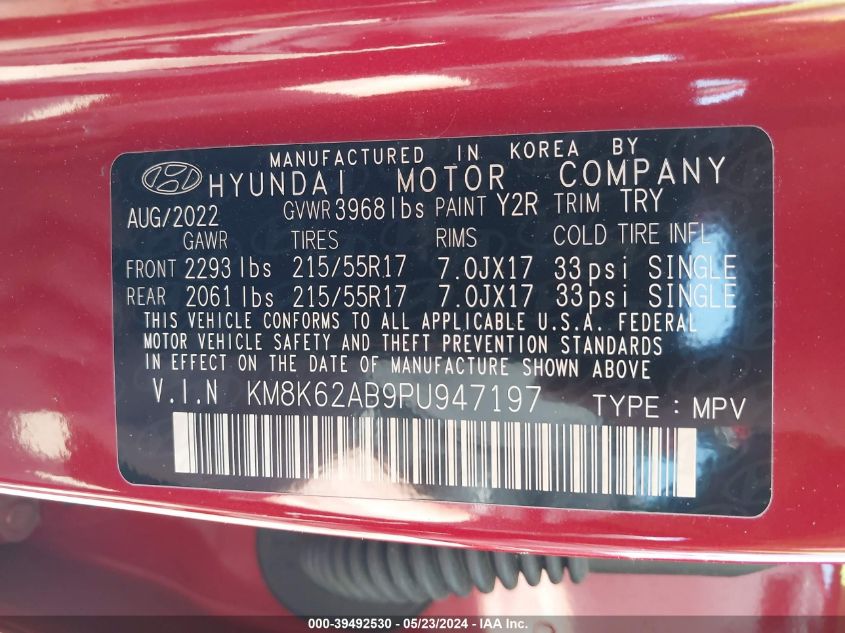 MANUFACTURED IN KOREA BY
HYUNDAI MOTOR COMPANY
AUG/2022 GVWR 3968 lbs PAINT Y2R TRIM TRY
GAWR TIRES RIMS COLD TIRE INFL
FRONT 2293 lbs 215/55R17 7.0JX17 33psi SINGLE
REAR 2061 lbs 215/55R17 7.0JX17 33psi SINGLE
THIS VEHICLE CONFORMS TO ALL APPLICABLE U.S.A. FEDERAL
MOTOR VEHICLE SAFETY AND THEFT PREVENTION STANDARDS
IN EFFECT ON THE DATE OF MANUFACTURE SHOWN ABOVE
V.I.N KM8K62AB9PU947197 TYPE : MPV
000-39492530 - 05/23/2024 - IAA Inc.